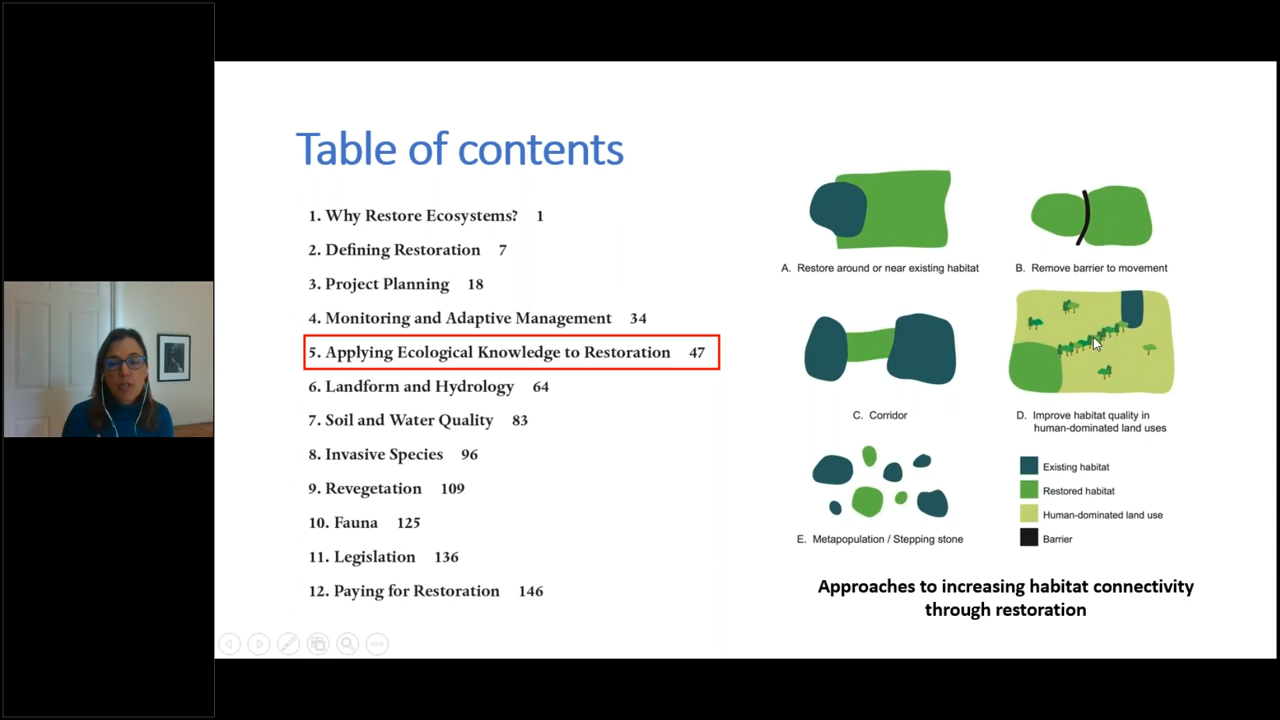 Table of contents
1. Why Restore Ecosystems? 1
2. Defining Restoration 7
3. Project Planning 18
4. Monitoring and Adaptive Management 34
5. Applying Ecological Knowledge to Restoration 47
6. Landform and Hydrology 64
7. Soil and Water Quality 83
8. Invasive Species 96
9. Revegetation 109
10. Fauna 125
11. Legislation 136
12. Paying for Restoration 146
A. Restore around or near existing habitat
B. Remove barrier to movement
C. Corridor
D. Improve habitat quality in
human-dominated land uses
E. Metapopulation / Stepping stone
Existing habitat
Restored habitat
Human-dominated land use
Barrier
Approaches to increasing habitat connectivity
through restoration